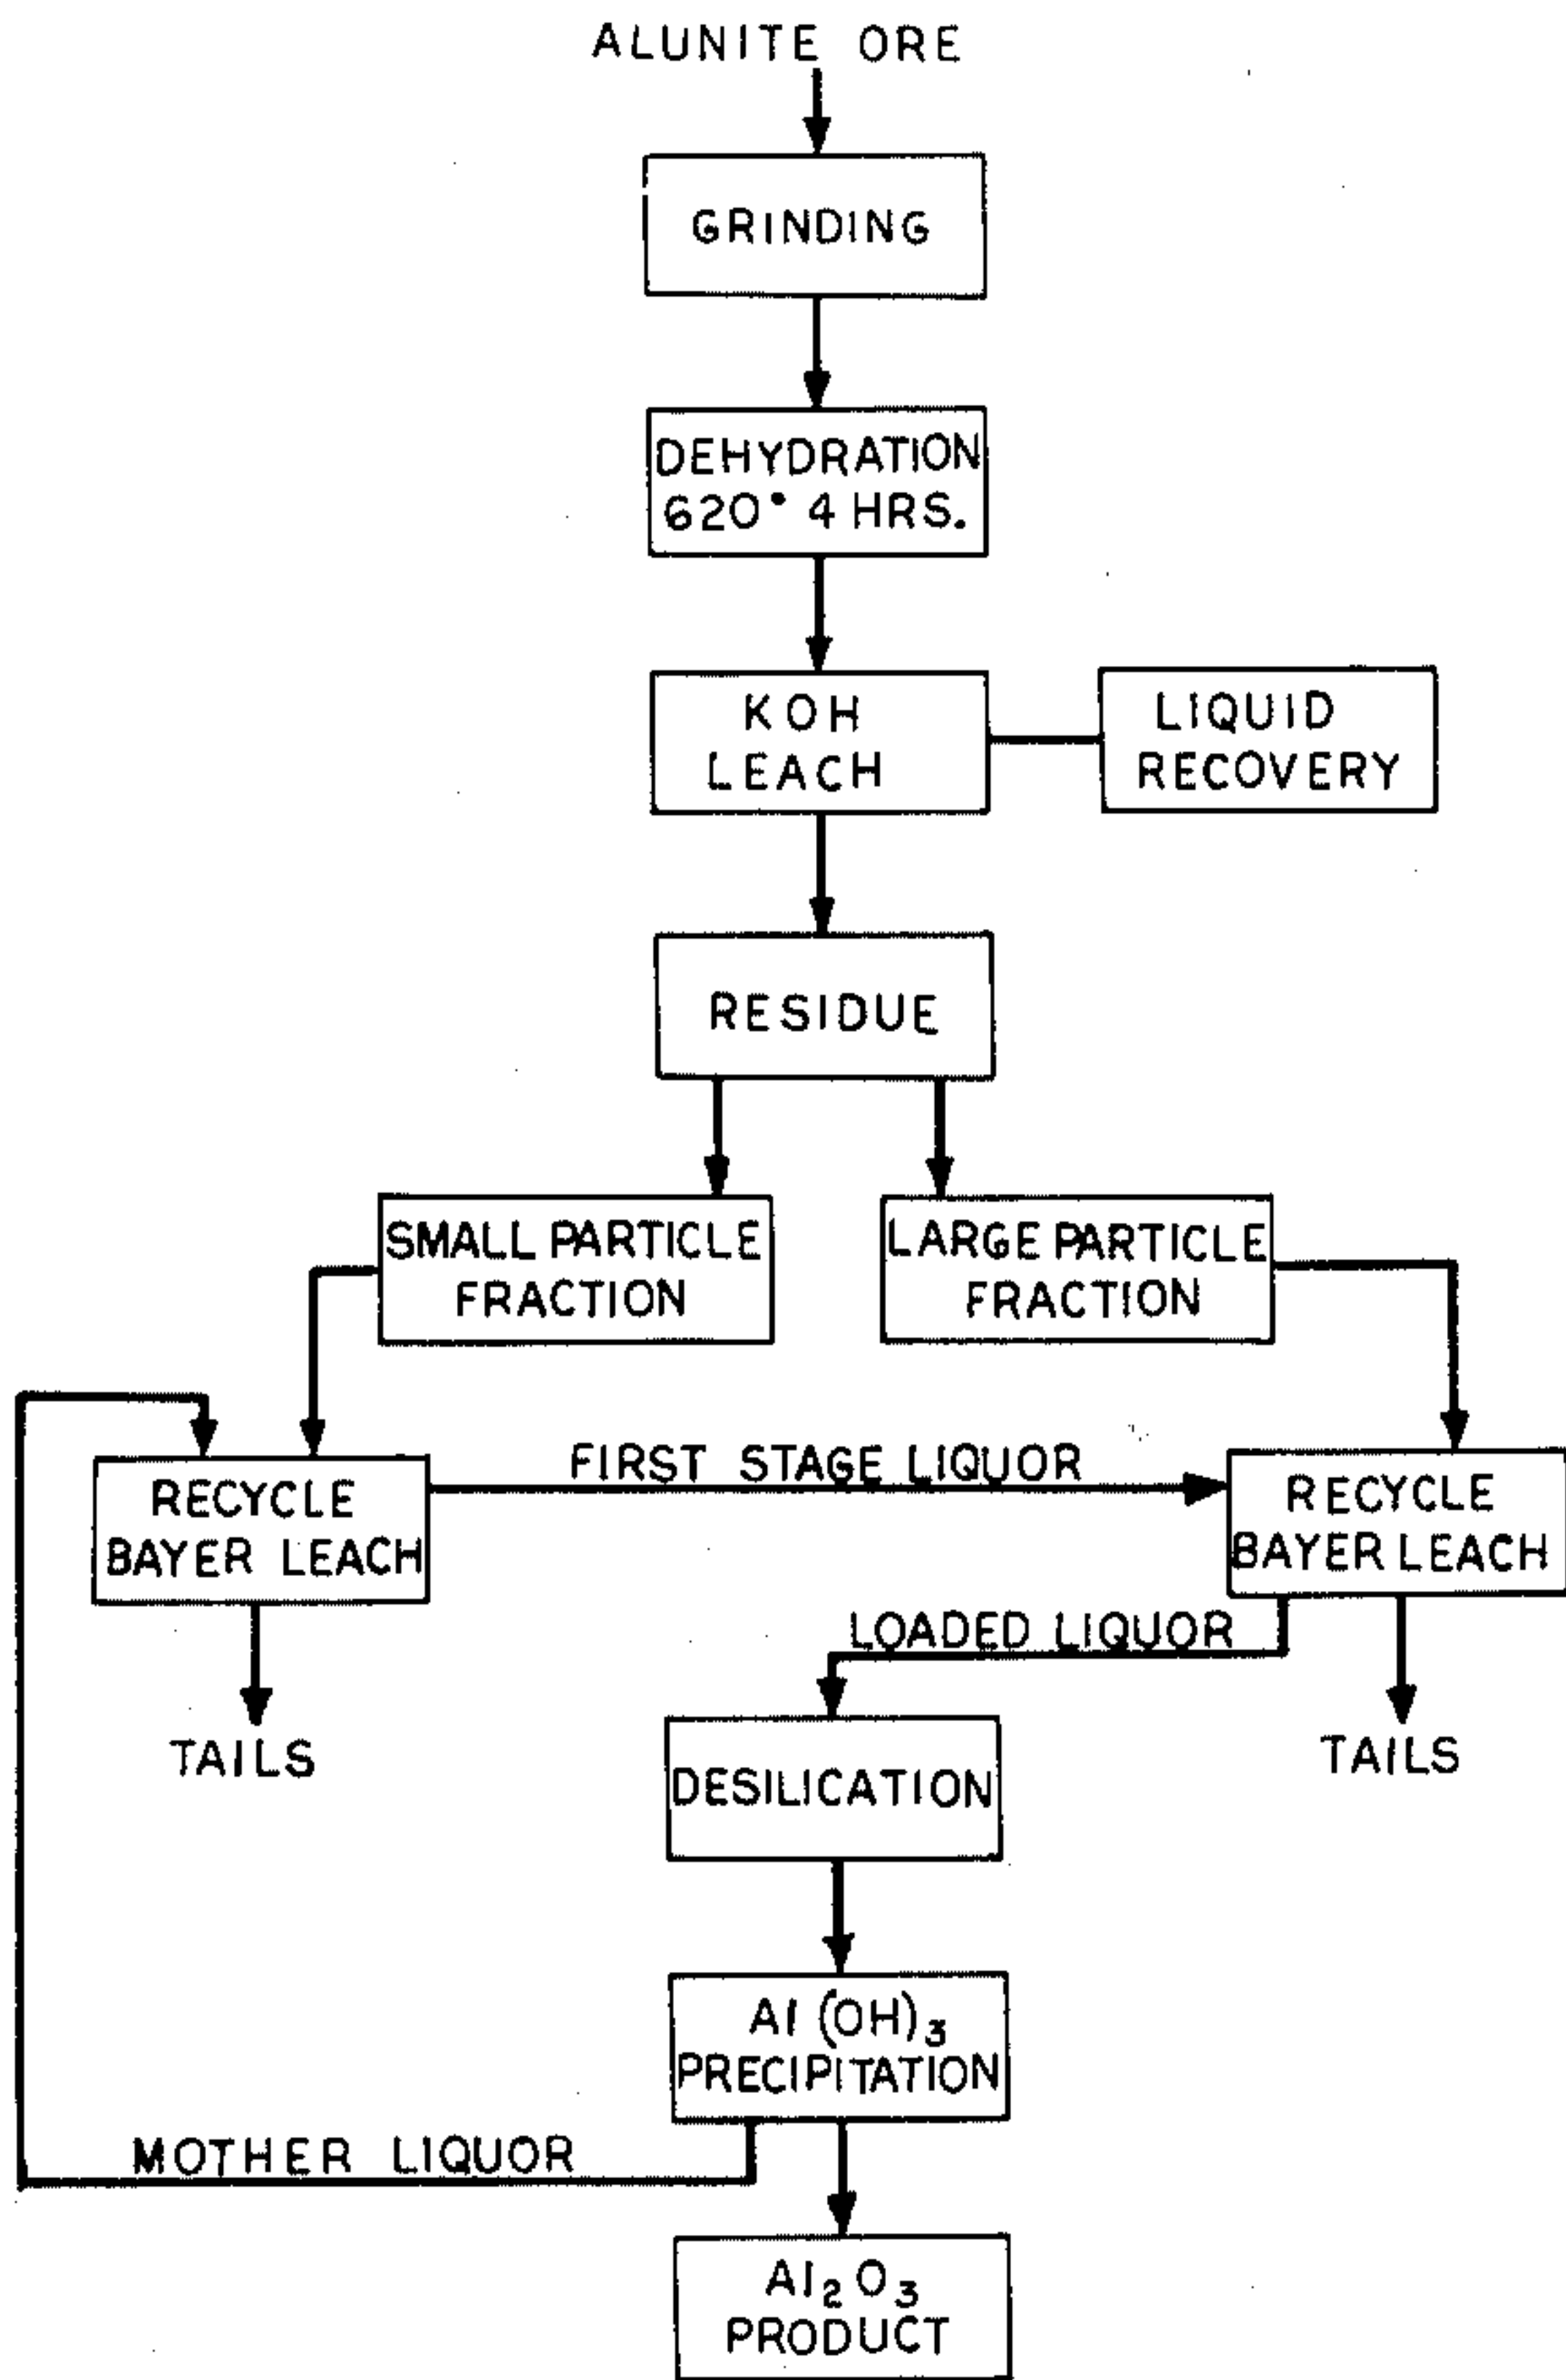 ALUNITE ORE
GRINDING
DEHYDRATION
620° 4 HRS.
KOH
LEACH
LIQUID
RECOVERY
RESIDUE
SMALL PARTICLE
FRACTION
LARGE PARTICLE
FRACTION
FIRST STAGE LIQUOR
RECYCLE
BAYER LEACH
RECYCLE
BAYER LEACH
LOADED LIQUOR
TAILS
TAILS
DESILICATION
Al (OH)₃
PRECIPITATION
MOTHER LIQUOR
Al₂O₃
PRODUCT